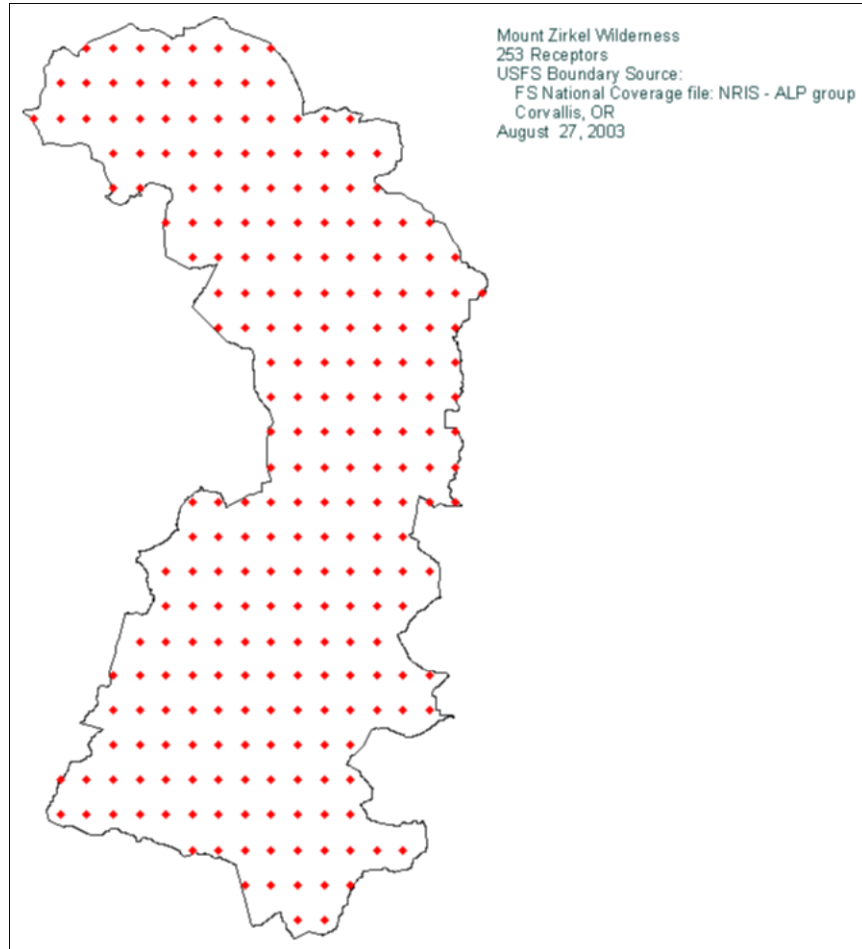 Mount Zirkel Wilderness
253 Receptors
USFS Boundary Source:
FS National Coverage file: NRIS - ALP group
Corvallis, OR
August 27, 2003